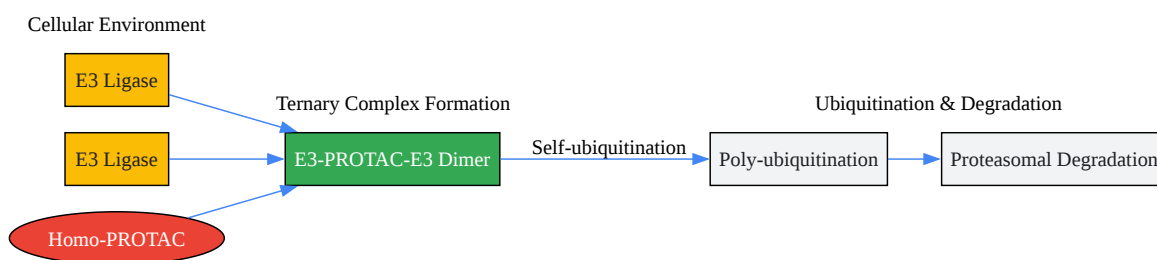 Cellular Environment
E3 Ligase
Ternary Complex Formation
Ubiquitination & Degradation
E3 Ligase
E3-PROTAC-E3 Dimer
Self-ubiquitination
Poly-ubiquitination
Proteasomal Degradation
Homo-PROTAC